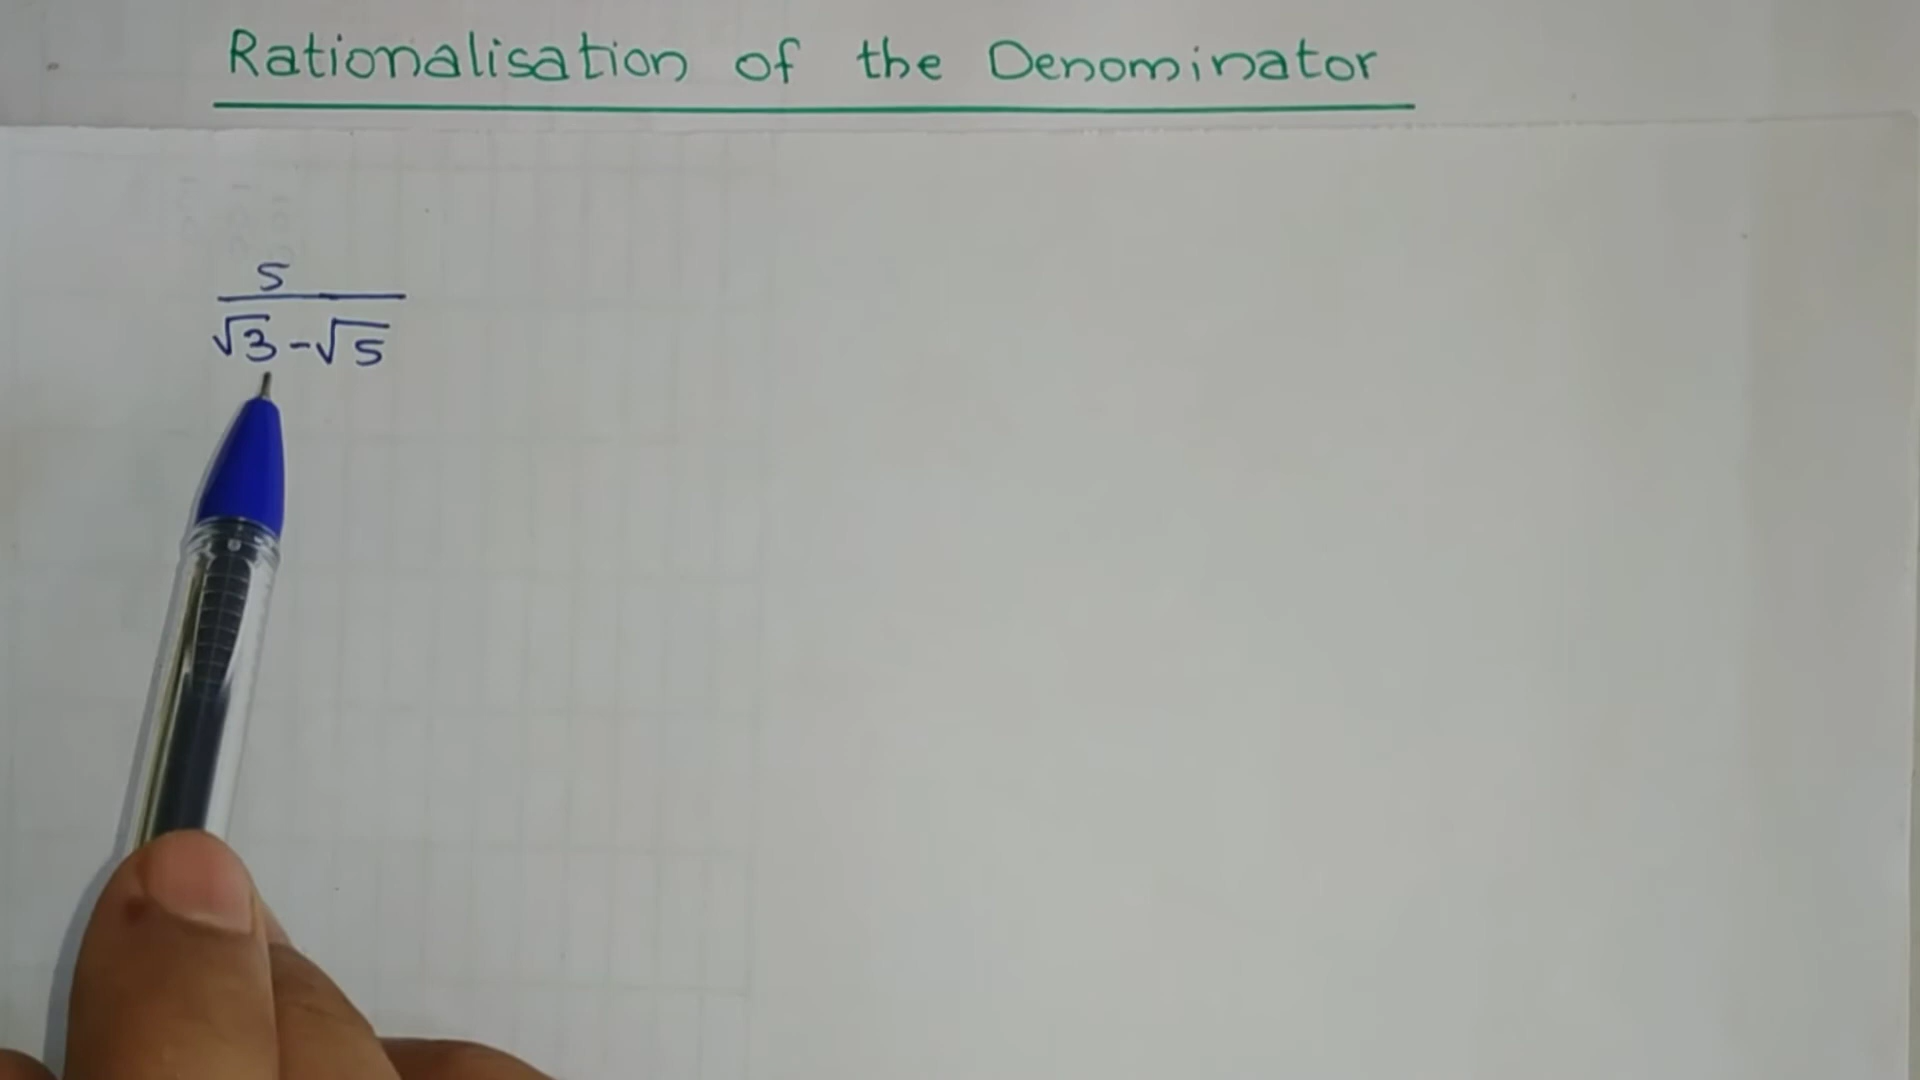 Rationalisation of the Denominator
5
√3-√5